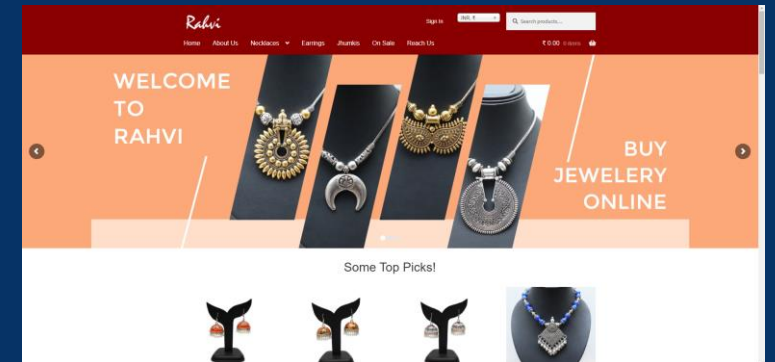 Rahvi
Sign In
Search products...
Home About Us Necklaces Earrings Jhumkis On Sale Reach Us
₹ 0.00 0 items
WELCOME
TO
RAHVI
BUY
JEWELERY
ONLINE
Some Top Picks!